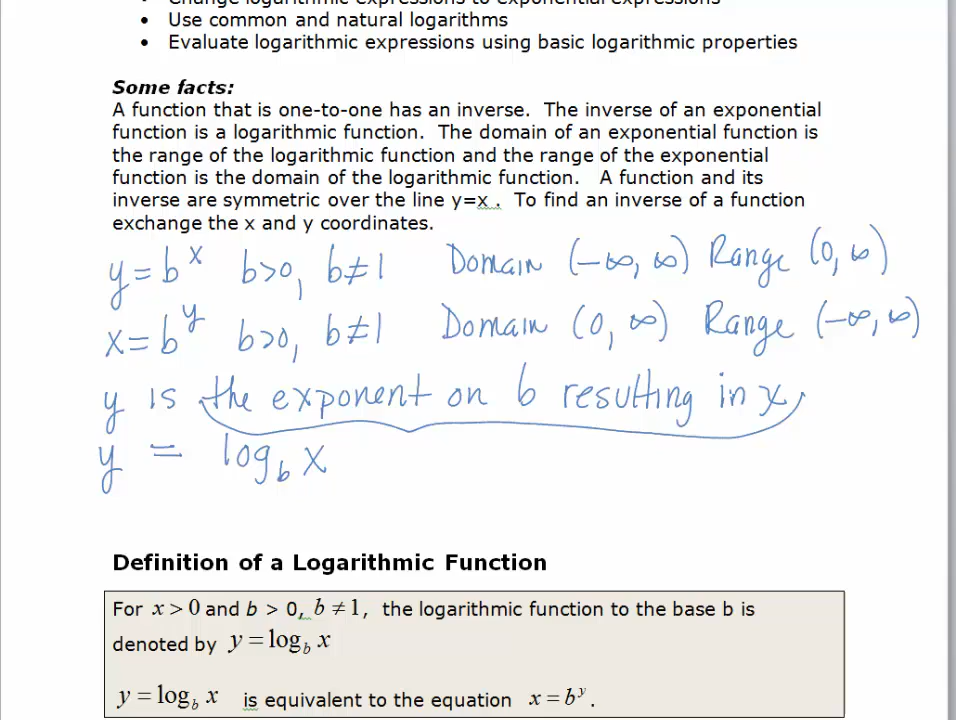 • Change logarithmic expressions to exponential expressions
• Use common and natural logarithms
• Evaluate logarithmic expressions using basic logarithmic properties
Some facts:
A function that is one-to-one has an inverse.  The inverse of an exponential
function is a logarithmic function.  The domain of an exponential function is
the range of the logarithmic function and the range of the exponential
function is the domain of the logarithmic function.   A function and its
inverse are symmetric over the line y=x .  To find an inverse of a function
exchange the x and y coordinates.
y = b^x b>0, b≠1 Domain (-∞, ∞) Range (0, ∞)
x = b^y b>0, b≠1 Domain (0, ∞) Range (-∞, ∞)
y is the exponent on b resulting in x
y = log_b x
Definition of a Logarithmic Function
For x > 0 and b > 0, b ≠ 1, the logarithmic function to the base b is
denoted by y = log_b x
y = log_b x is equivalent to the equation x = b^y .